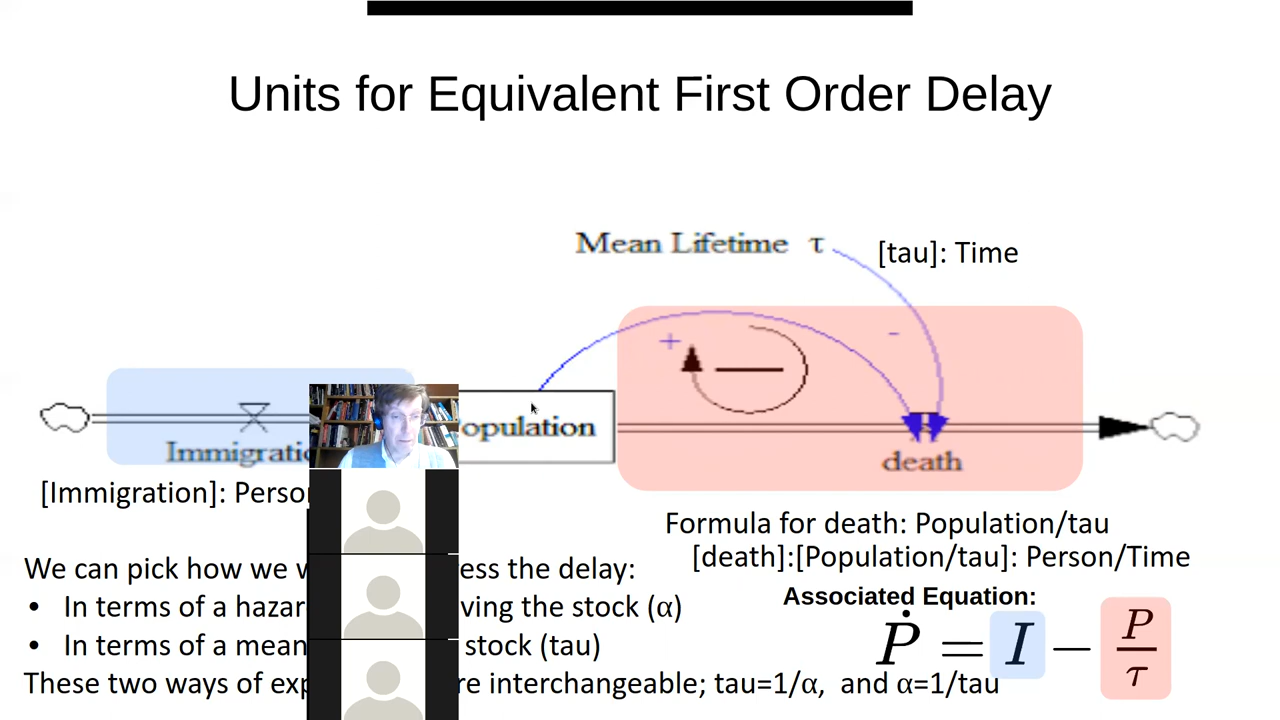 Units for Equivalent First Order Delay
Mean Lifetime τ
[tau]: Time
+
-
opulation
Immigratio
death
[Immigration]: Perso
Formula for death: Population/tau
[death]:[Population/tau]: Person/Time
We can pick how we ess the delay:
In terms of a hazar ving the stock (α)
In terms of a mean stock (tau)
These two ways of exp re interchangeable; tau=1/α, and α=1/tau
Associated Equation:
Ṗ = I − P/τ